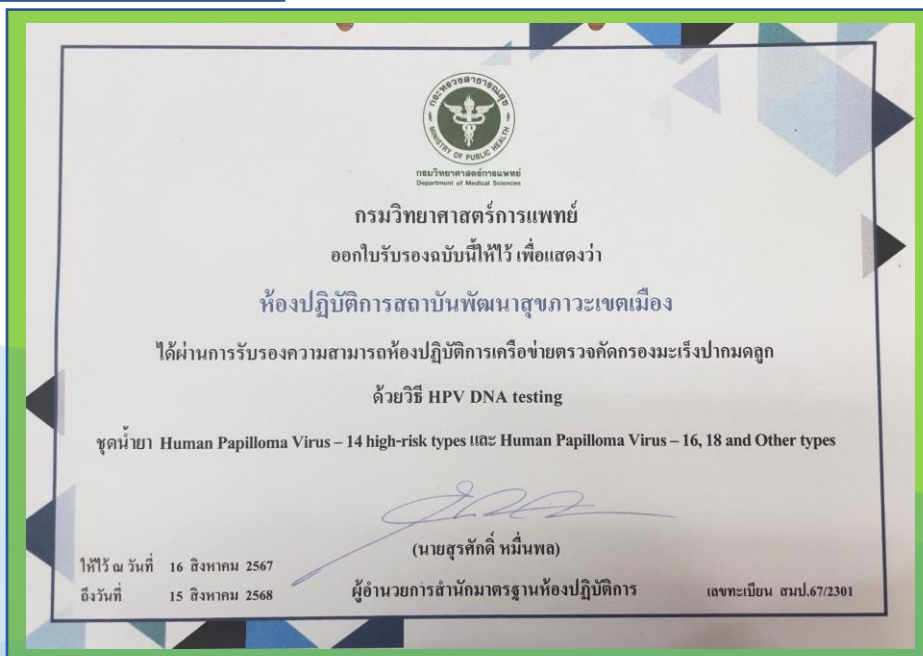 กระทรวงสาธารณสุข
MINISTRY OF PUBLIC HEALTH
กรมวิทยาศาสตร์การแพทย์
Department of Medical Sciences
กรมวิทยาศาสตร์การแพทย์
ออกใบรับรองฉบับนี้ให้ไว้ เพื่อแสดงว่า
ห้องปฏิบัติการสถาบันพัฒนาสุขภาวะเขตเมือง
ได้ผ่านการรับรองความสามารถห้องปฏิบัติการเครือข่ายตรวจคัดกรองมะเร็งปากมดลูก
ด้วยวิธี HPV DNA testing
ชุดน้ำยา Human Papilloma Virus – 14 high-risk types และ Human Papilloma Virus – 16, 18 and Other types
(นายสุรศักดิ์ หมื่นพล)
ให้ไว้ ณ วันที่ 16 สิงหาคม 2567
ถึงวันที่ 15 สิงหาคม 2568
ผู้อำนวยการสำนักมาตรฐานห้องปฏิบัติการ
เลขทะเบียน สมป.67/2301